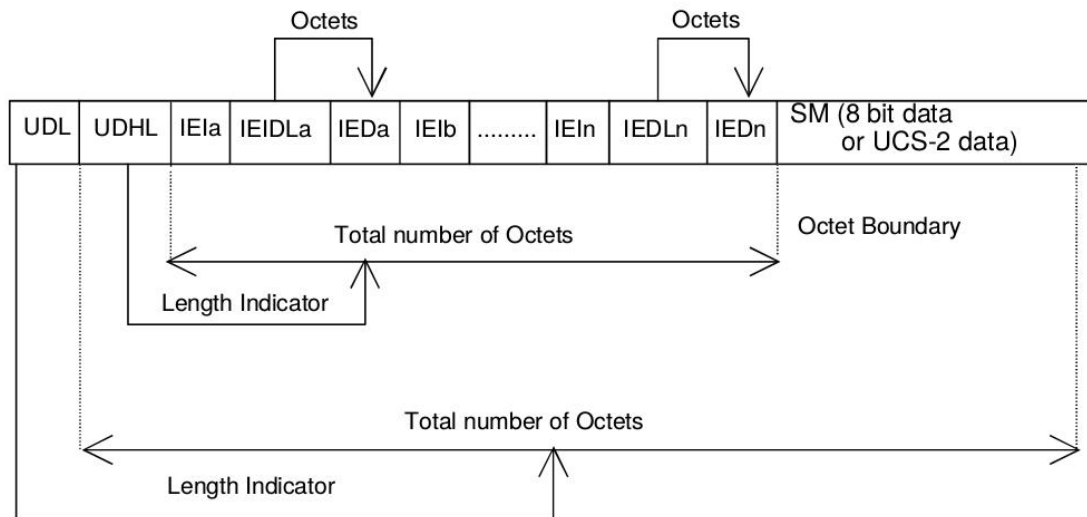 Octets Octets
UDL UDHL IEIa IEIDLa IEDa IEIb ......... IEIn IEDLn IEDn SM (8 bit data
or UCS-2 data)
Total number of Octets
Octet Boundary
Length Indicator
Total number of Octets
Length Indicator